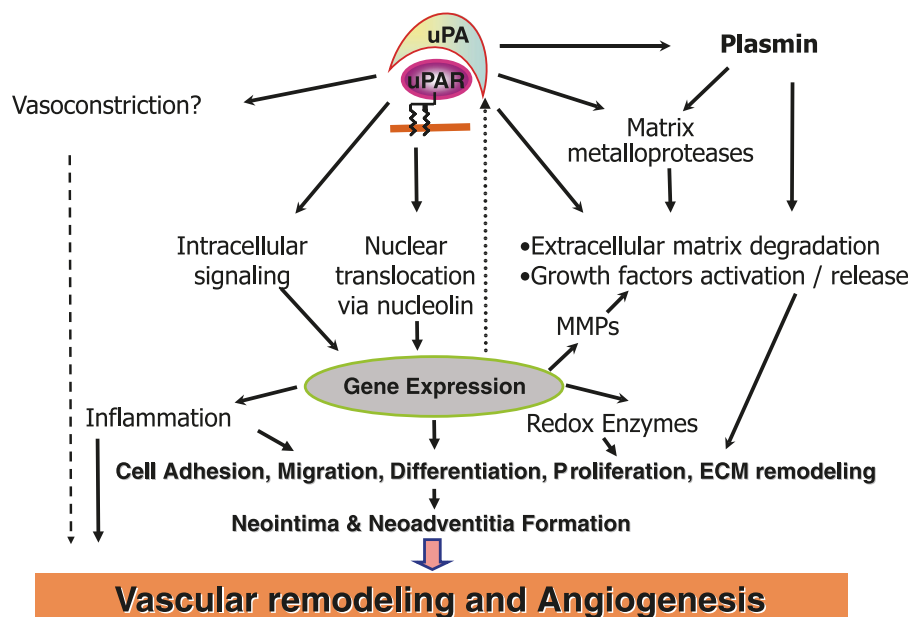 uPA
Plasmin
uPAR
Vasoconstriction?
Matrix
metalloproteases
Intracellular
signaling
Nuclear
translocation
via nucleolin
•Extracellular matrix degradation
•Growth factors activation / release
MMPs
Gene Expression
Inflammation
Redox Enzymes
Cell Adhesion, Migration, Differentiation, Proliferation, ECM remodeling
Neointima & Neoadventitia Formation
Vascular remodeling and Angiogenesis